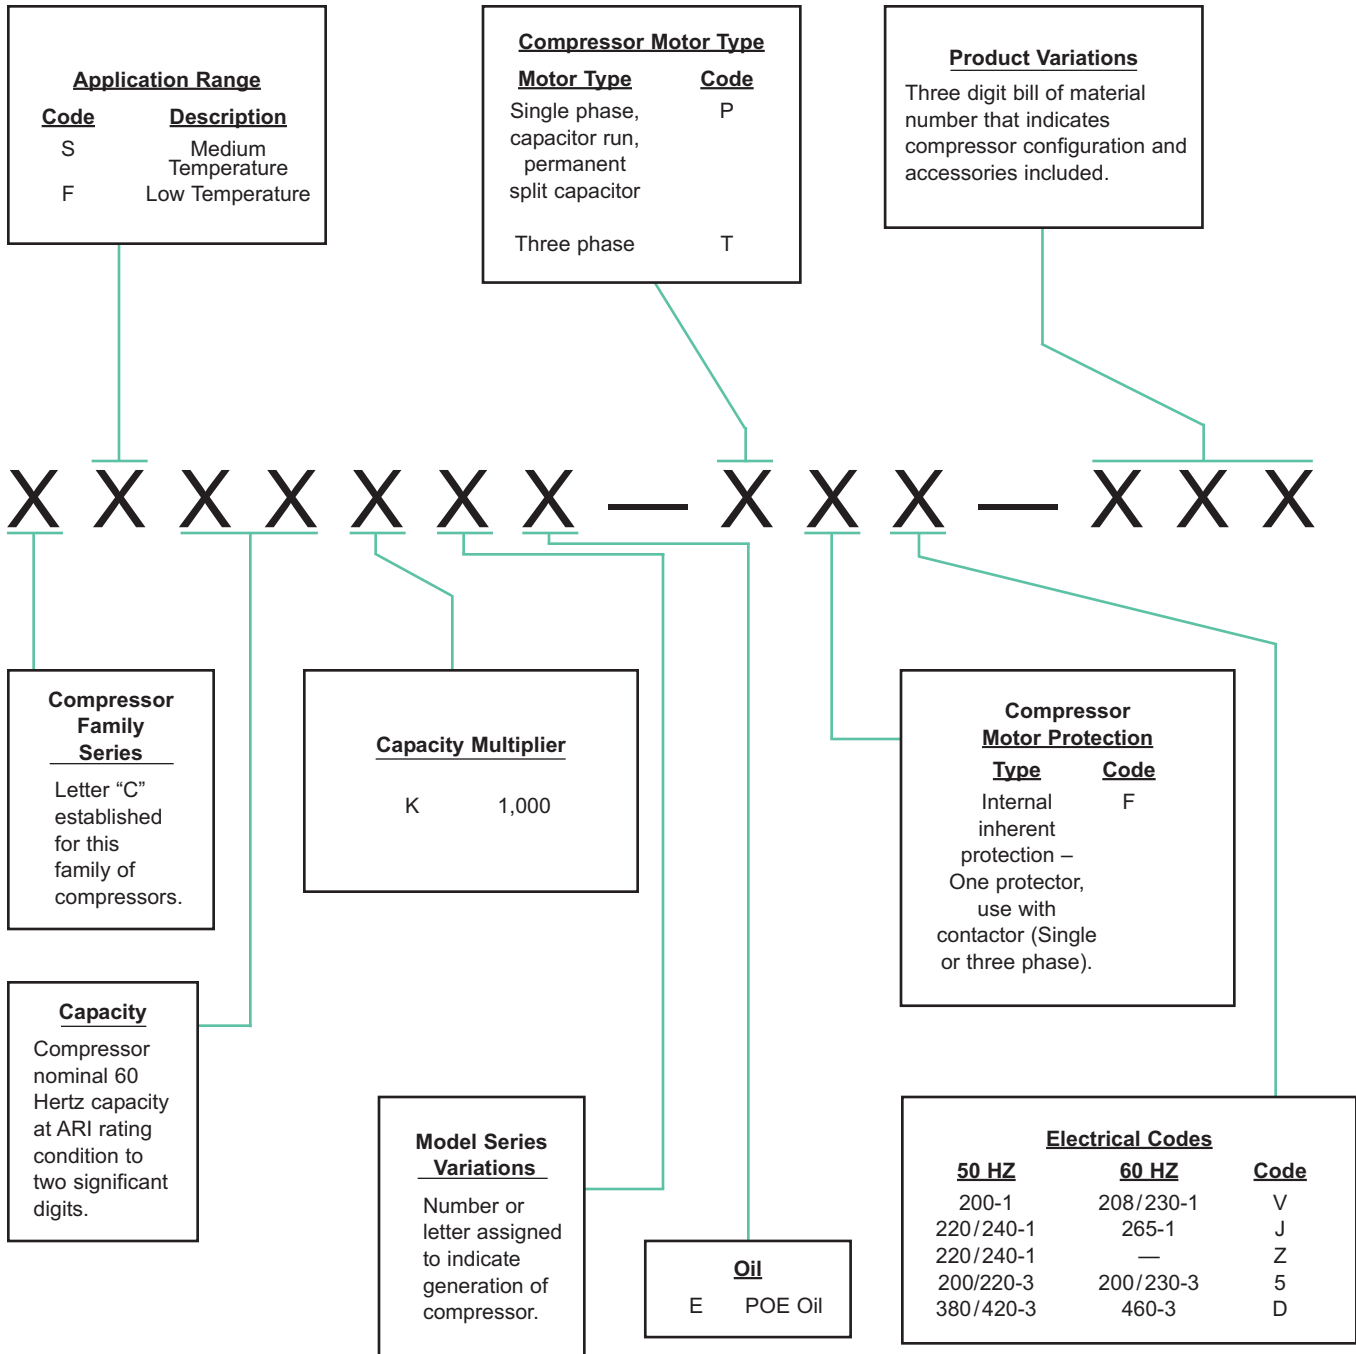 Application Range
Code Description
S Medium
Temperature
F Low Temperature
Compressor Motor Type
Motor Type Code
Single phase, P
capacitor run,
permanent
split capacitor
Three phase T
Product Variations
Three digit bill of material
number that indicates
compressor configuration and
accessories included.
X X X X X X X — X X X — X X X
Compressor
Family
Series
Letter “C”
established
for this
family of
compressors.
Capacity Multiplier
K 1,000
Compressor
Motor Protection
Type Code
Internal F
inherent
protection –
One protector,
use with
contactor (Single
or three phase).
Capacity
Compressor
nominal 60
Hertz capacity
at ARI rating
condition to
two significant
digits.
Model Series
Variations
Number or
letter assigned
to indicate
generation of
compressor.
Oil
E POE Oil
Electrical Codes
50 HZ 60 HZ Code
200-1 208/230-1 V
220/240-1 265-1 J
220/240-1 — Z
200/220-3 200/230-3 5
380/420-3 460-3 D